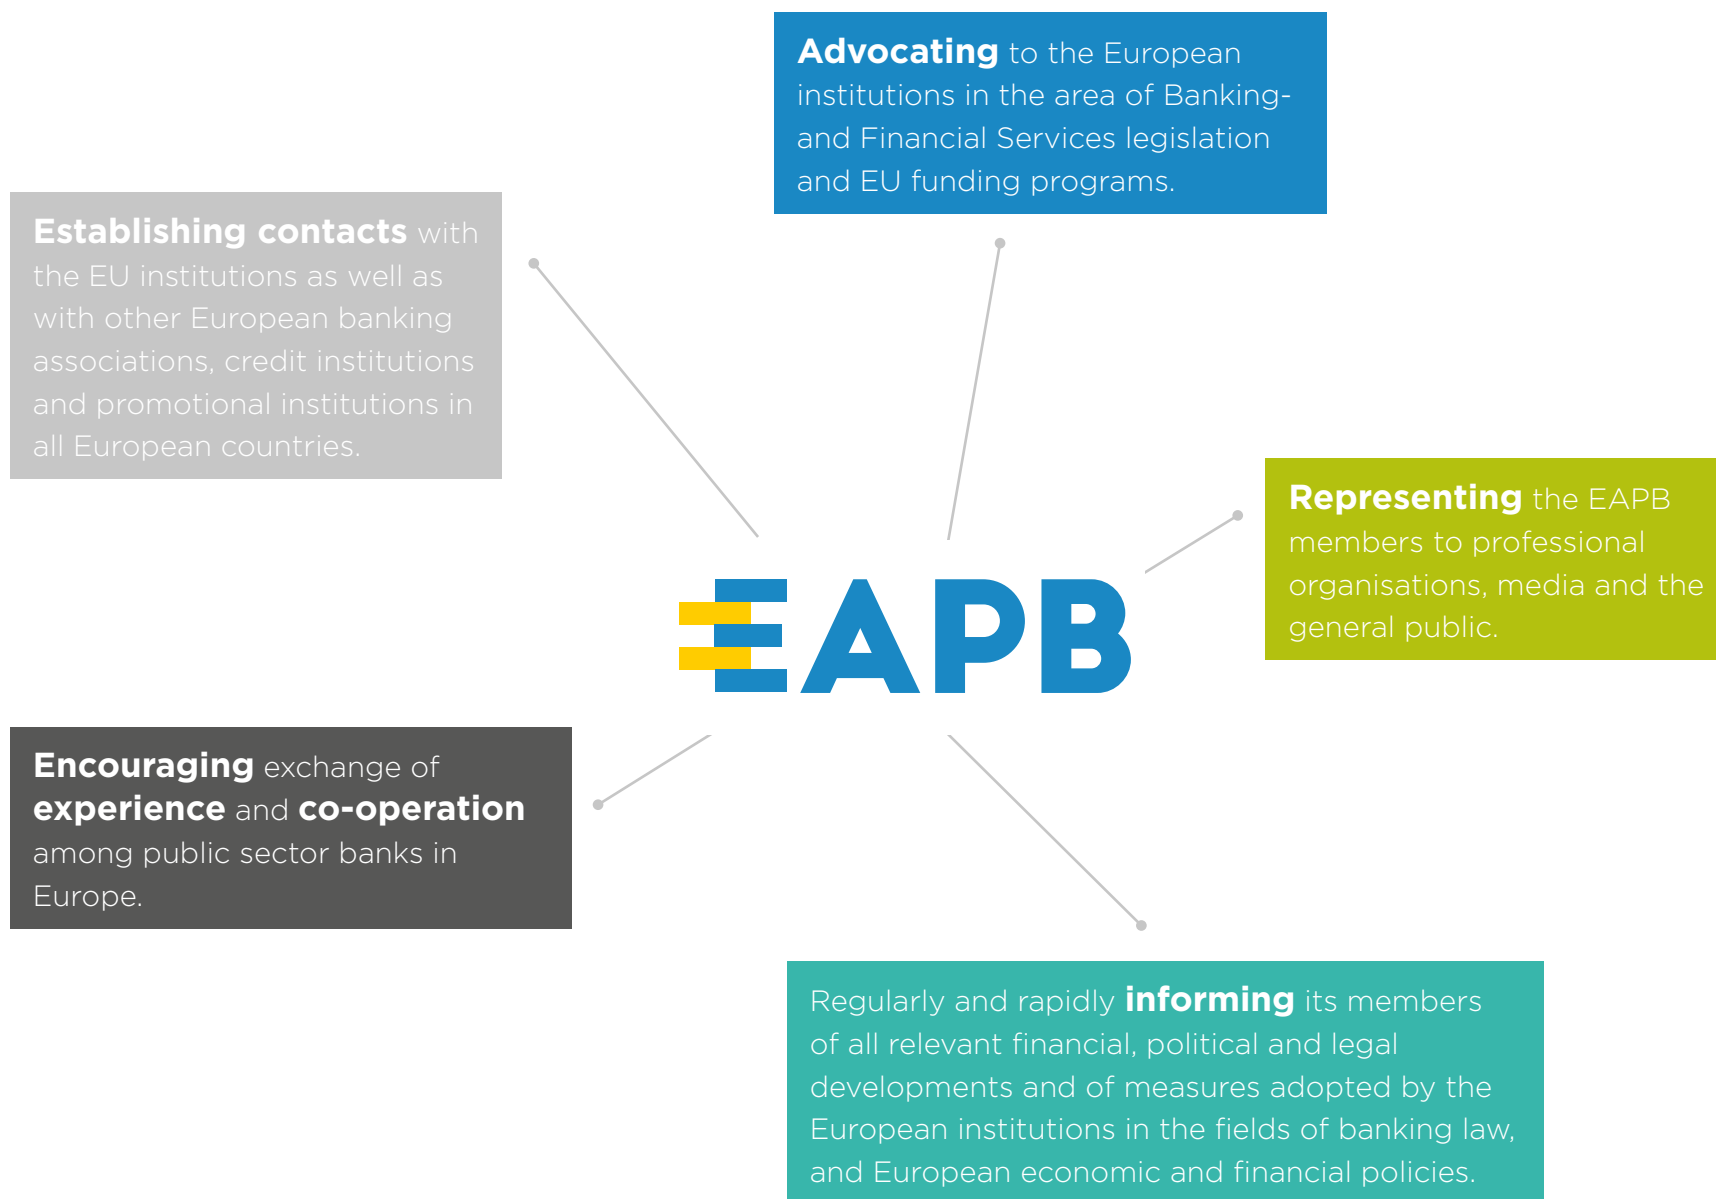 Advocating to the European
institutions in the area of Banking-
and Financial Services legislation
and EU funding programs.
Establishing contacts with
the EU institutions as well as
with other European banking
associations, credit institutions
and promotional institutions in
all European countries.
Representing the EAPB
members to professional
organisations, media and the
general public.
EAPB
Encouraging exchange of
experience and co-operation
among public sector banks in
Europe.
Regularly and rapidly informing its members
of all relevant financial, political and legal
developments and of measures adopted by the
European institutions in the fields of banking law,
and European economic and financial policies.